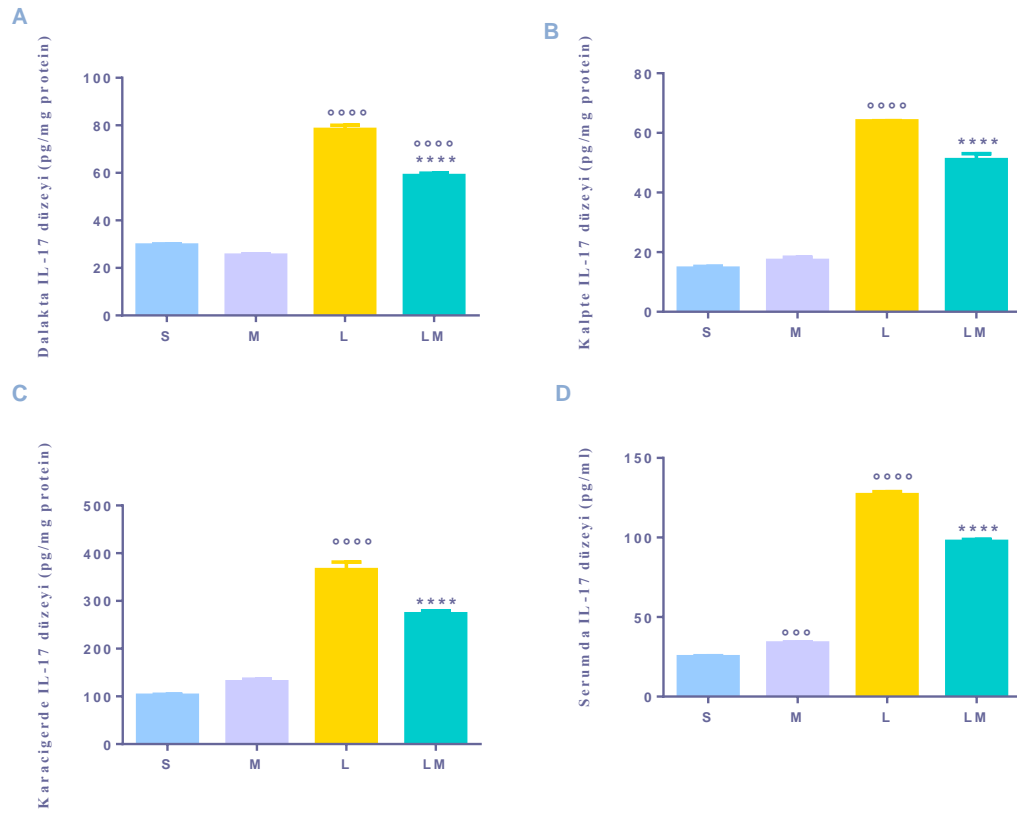 A
Dalakta IL-17 düzeyi (pg/mg protein)
100
80
60
40
20
0
°°°°
°°°°
****
S M L LM
B
Kalpte IL-17 düzeyi (pg/mg protein)
80
60
40
20
0
°°°°
****
S M L LM
C
Karacigerde IL-17 düzeyi (pg/mg protein)
500
400
300
200
100
0
°°°°
****
S M L LM
D
Serumda IL-17 düzeyi (pg/ml)
150
100
50
0
°°°°
****
°°°
S M L LM